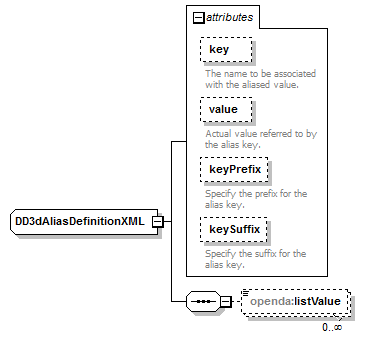 attributes
key
The name to be associated
with the aliased value.
value
Actual value referred to by
the alias key.
keyPrefix
Specify the prefix for the
alias key.
DD3dAliasDefinitionXML
keySuffix
Specify the suffix for the
alias key.
openda:listValue
0..∞